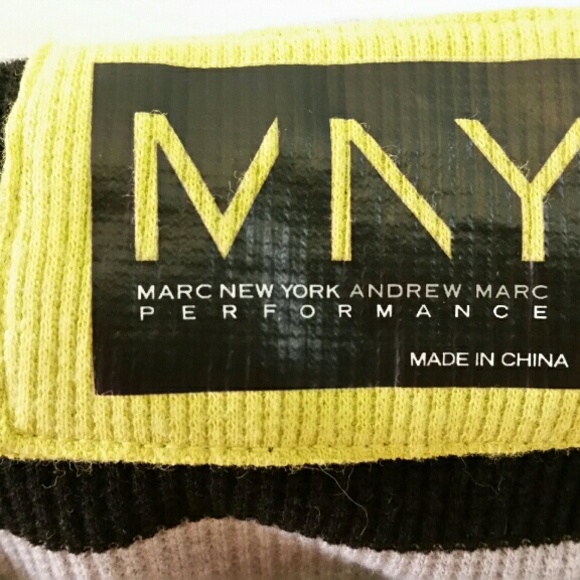 MNY
MARC NEW YORK ANDREW MARC
PERFORMANCE
MADE IN CHINA